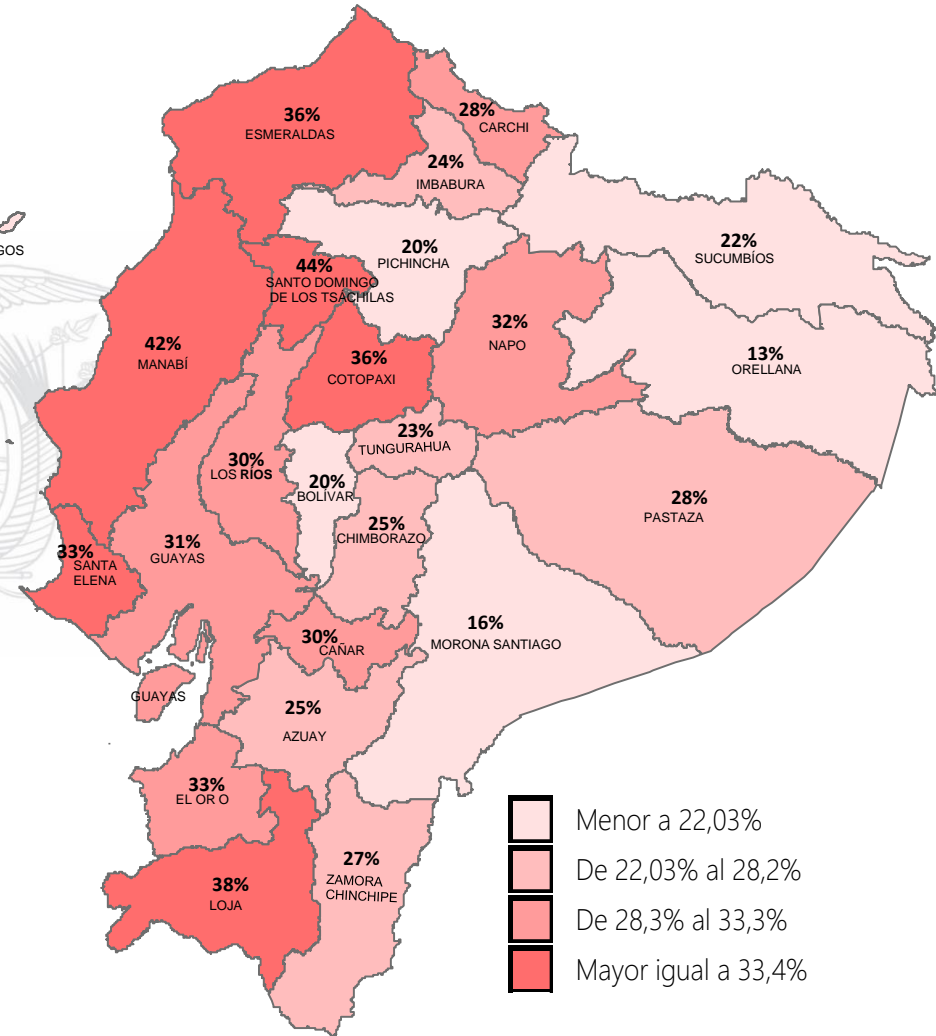 36%
ESMERALDAS
28%
CARCHI
24%
IMBABURA
GOS
20%
PICHINCHA
22%
SUCUMBÍOS
44%
SANTO DOMINGO
DE LOS TSÁCHILAS
32%
NAPO
42%
MANABÍ
36%
COTOPAXI
13%
ORELLANA
23%
TUNGURAHUA
30%
LOS RÍOS
20%
BOLÍVAR
28%
PASTAZA
25%
CHIMBORAZO
31%
GUAYAS
33%
SANTA
ELENA
16%
MORONA SANTIAGO
30%
CAÑAR
GUAYAS
25%
AZUAY
33%
EL OR O
27%
ZAMORA
CHINCHIPE
38%
LOJA
Menor a 22,03%
De 22,03% al 28,2%
De 28,3% al 33,3%
Mayor igual a 33,4%